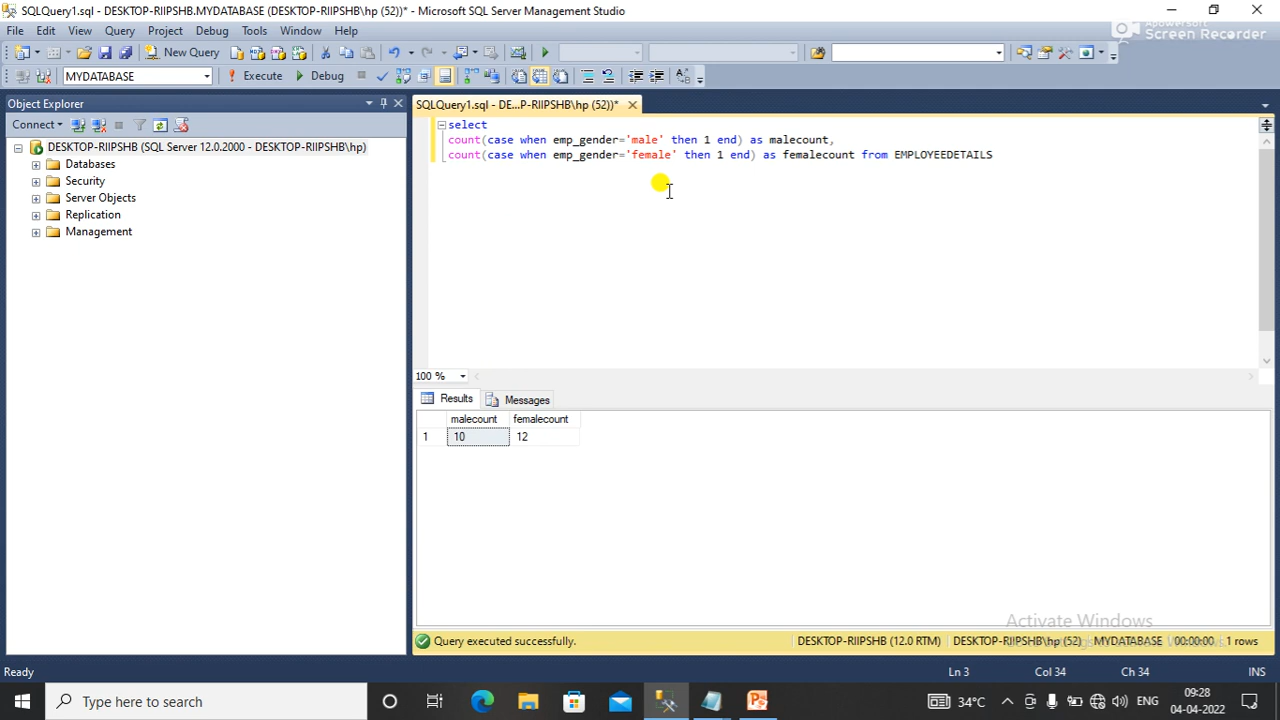 SQLQuery1.sql - DESKTOP-RIIPSHB.MYDATABASE (DESKTOP-RIIPSHB\hp (52))* - Microsoft SQL Server Management Studio
Apowersoft
Screen Recorder
File Edit View Query Project Debug Tools Window Help
New Query
MYDATABASE Execute Debug
Object Explorer
SQLQuery1.sql - DE...P-RIIPSHB\hp (52))*
Connect
DESKTOP-RIIPSHB (SQL Server 12.0.2000 - DESKTOP-RIIPSHB\hp)
Databases
Security
Server Objects
Replication
Management
select
count(case when emp_gender='male' then 1 end) as malecount,
count(case when emp_gender='female' then 1 end) as femalecount from EMPLOYEEDETAILS
100 %
Results Messages
malecount femalecount
1 10 12
Activate Windows
Query executed successfully. DESKTOP-RIIPSHB (12.0 RTM) DESKTOP-RIIPSHB\hp (52) MYDATABASE 00:00:00 1 rows
Ready Ln 3 Col 34 Ch 34 INS
Type here to search 34°C ENG 09:28
04-04-2022